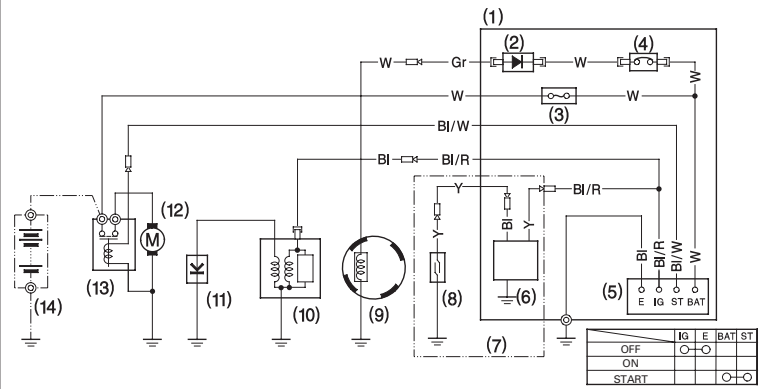 (1)
(2) (4)
W Gr W W
W W (3)
Bl/W
Bl Bl/R
(7)
Y Bl/R
Bl Y Y
Bl Bl/R Bl/W W
(12)
M
(14) (13) (11) (10) (9) (8) (6) (5)
E IG ST BAT
IG E BAT ST
OFF
ON
START